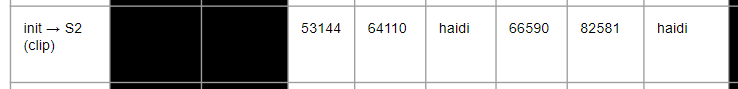 init → S2 53144 64110 haidi 66590 82581 haidi
(clip)